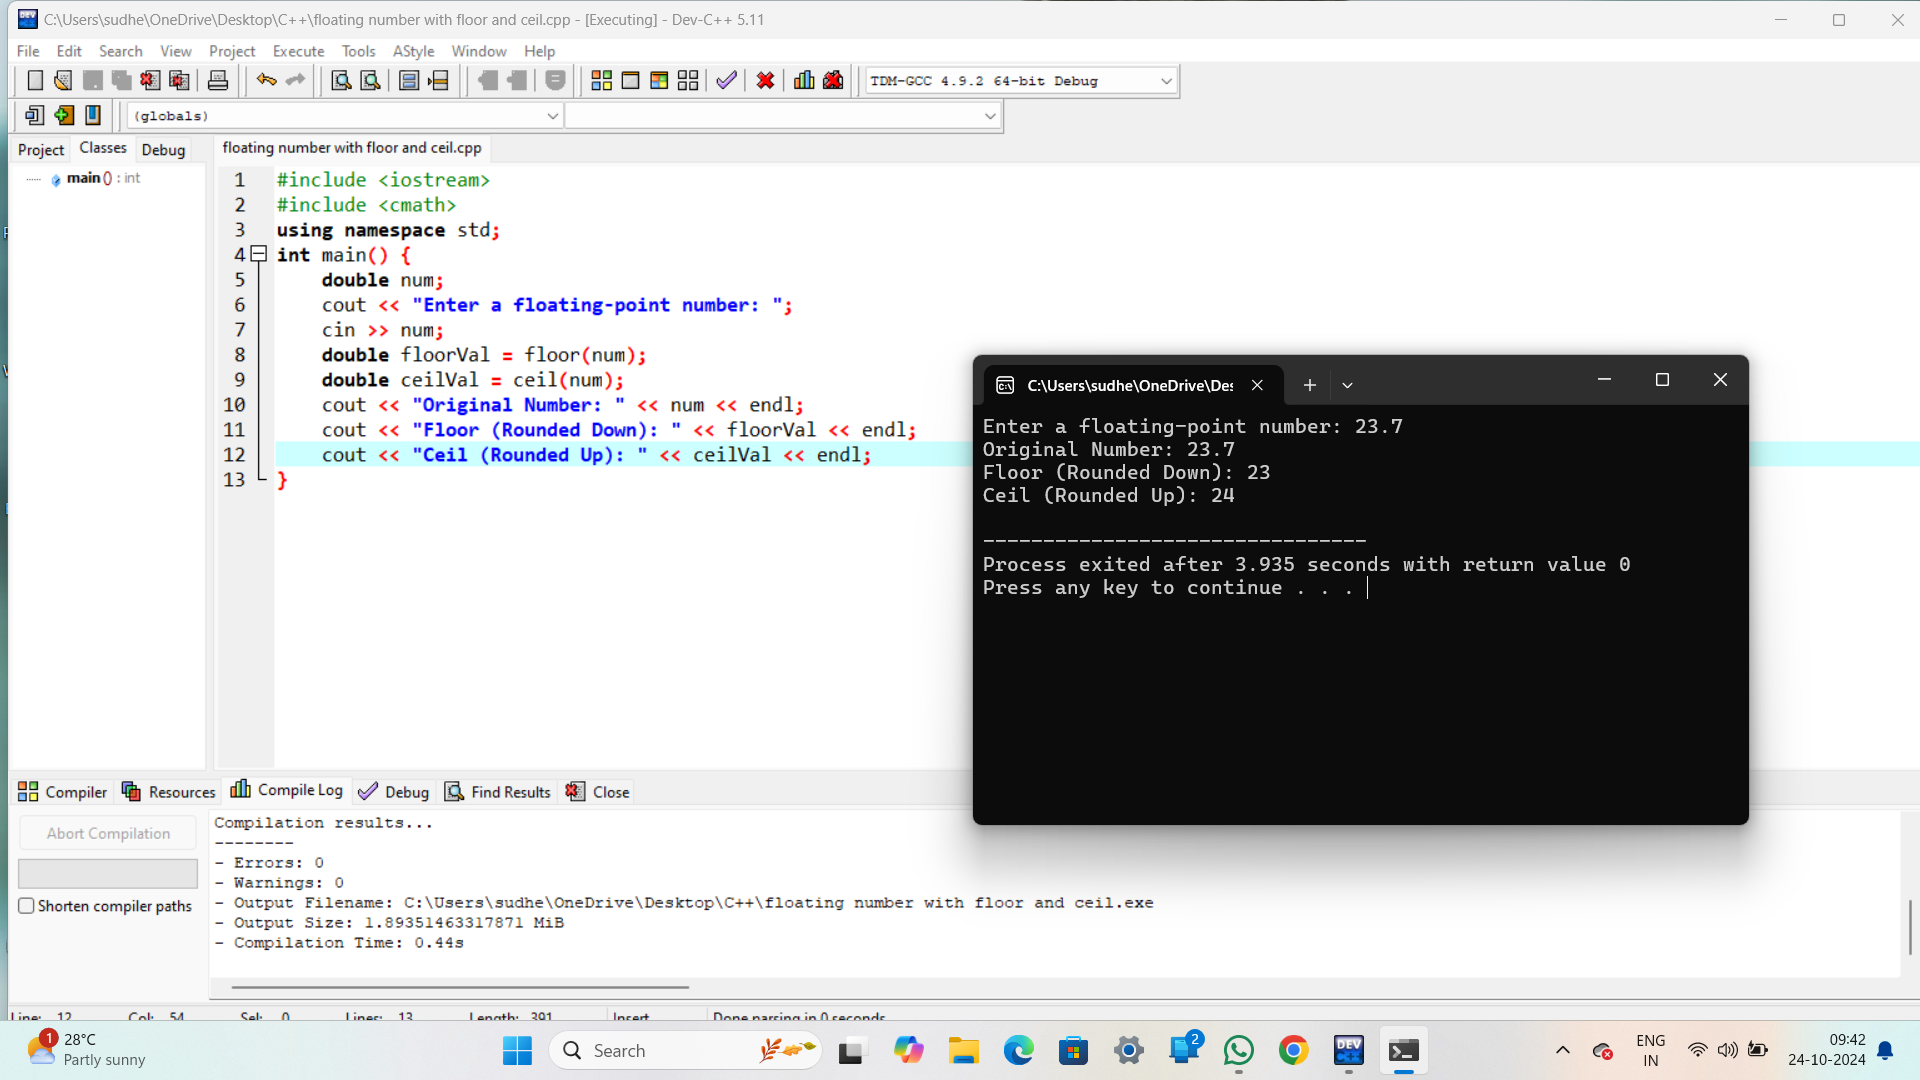 C:\Users\sudhe\OneDrive\Desktop\C++\floating number with floor and ceil.cpp - [Executing] - Dev-C++ 5.11
File Edit Search View Project Execute Tools AStyle Window Help
TDM-GCC 4.9.2 64-bit Debug
(globals)
Project Classes Debug
floating number with floor and ceil.cpp
main() : int
1 #include <iostream>
2 #include <cmath>
3 using namespace std;
4 int main() {
5 double num;
6 cout << "Enter a floating-point number: ";
7 cin >> num;
8 double floorVal = floor(num);
9 double ceilVal = ceil(num);
10 cout << "Original Number: " << num << endl;
11 cout << "Floor (Rounded Down): " << floorVal << endl;
12 cout << "Ceil (Rounded Up): " << ceilVal << endl;
13 }
C:\Users\sudhe\OneDrive\Des
Enter a floating-point number: 23.7
Original Number: 23.7
Floor (Rounded Down): 23
Ceil (Rounded Up): 24
--------------------------------
Process exited after 3.935 seconds with return value 0
Press any key to continue . . .
Compiler Resources Compile Log Debug Find Results Close
Abort Compilation
Shorten compiler paths
Compilation results...
--------
- Errors: 0
- Warnings: 0
- Output Filename: C:\Users\sudhe\OneDrive\Desktop\C++\floating number with floor and ceil.exe
- Output Size: 1.89351463317871 MiB
- Compilation Time: 0.44s
Line: 12 Col: 54 Sel: 0 Lines: 13 Length: 391 Insert Done parsing in 0 seconds
1
28°C
Partly sunny
Search
2
DEV
C++
ENG
IN
09:42
24-10-2024